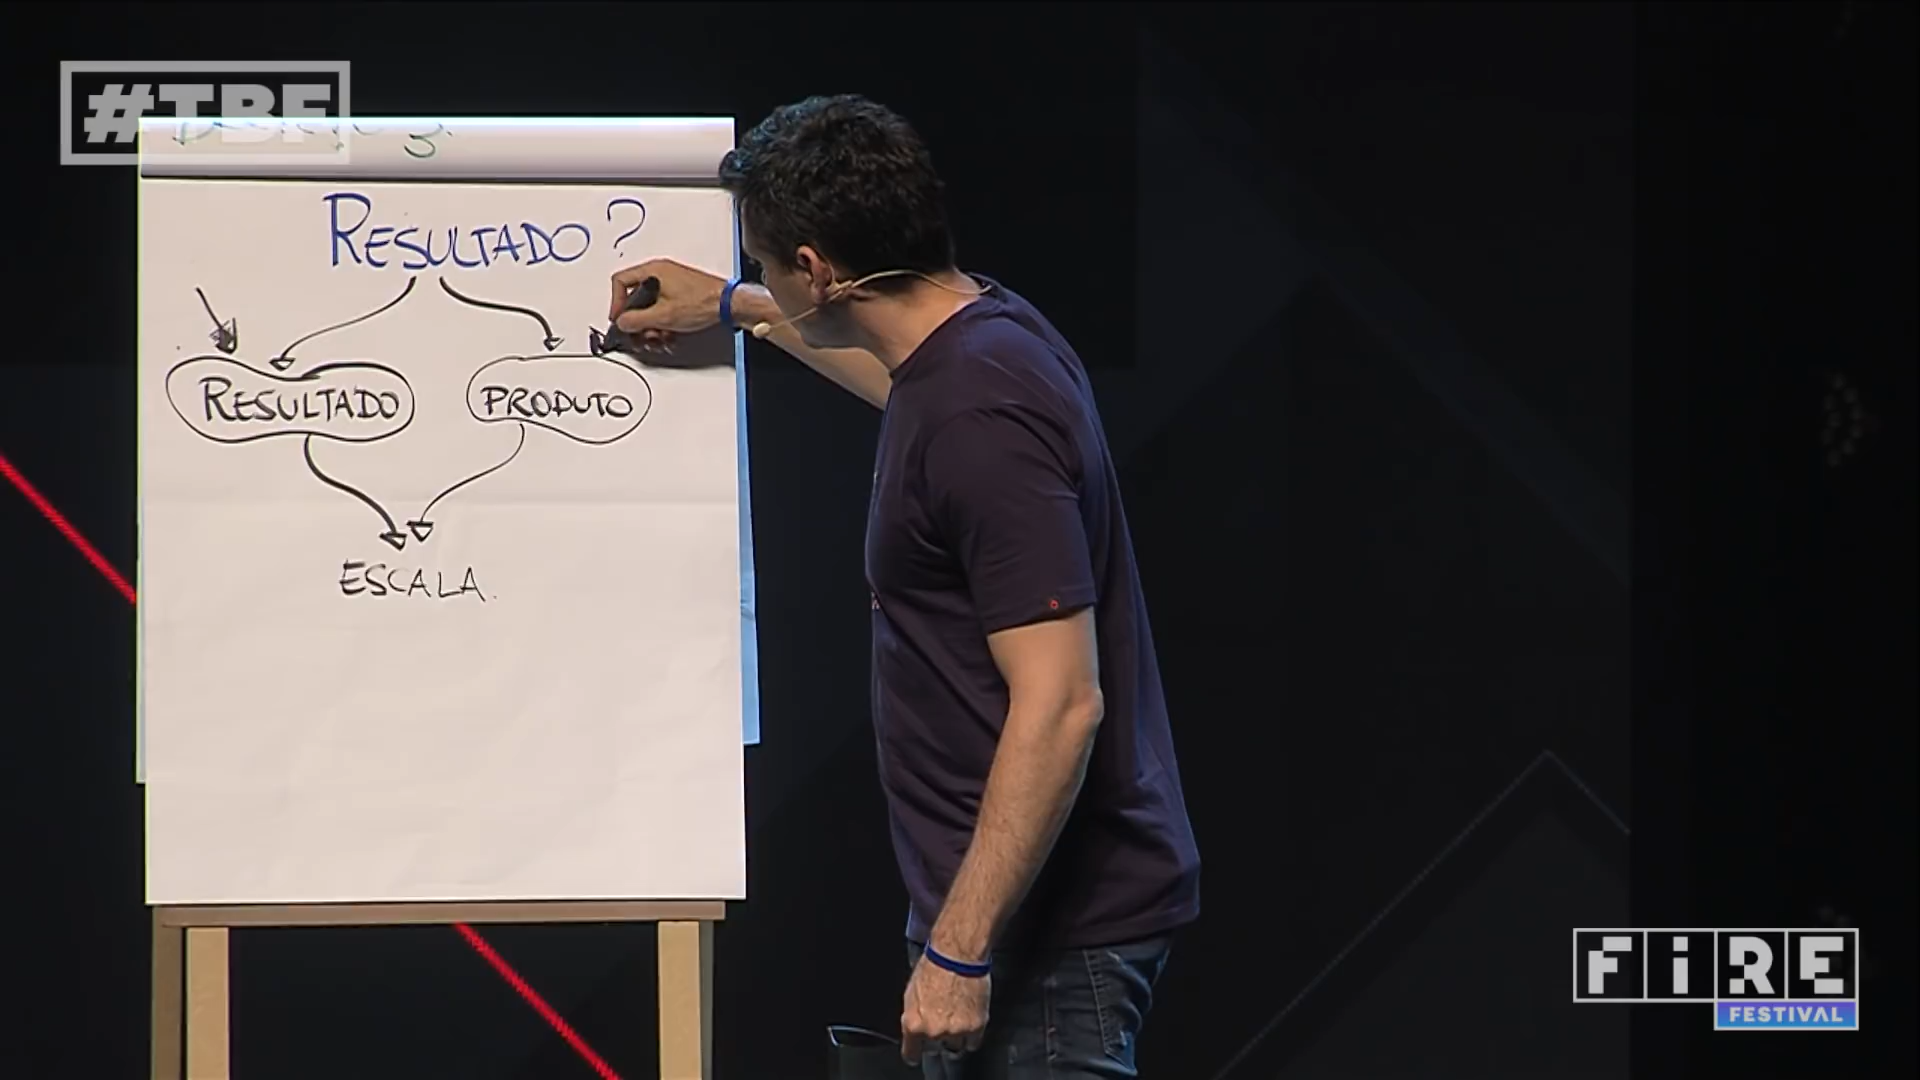 #TBF
RESULTADO?
RESULTADO
PRODUTO
ESCALA.
FiRE
FESTIVAL